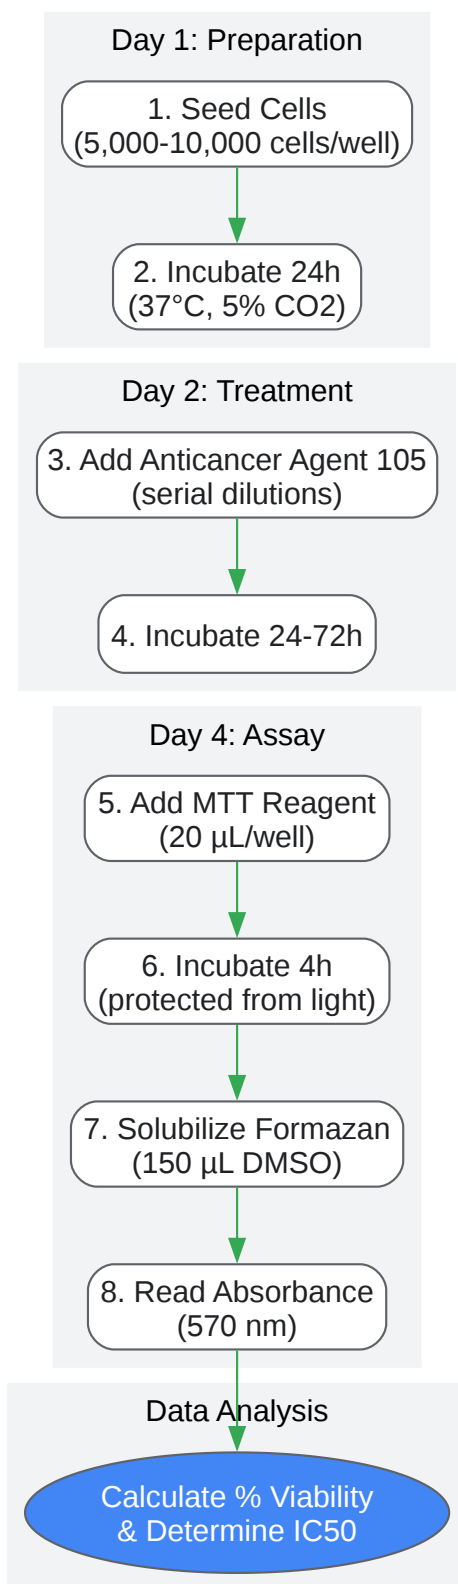 Day 1: Preparation
1. Seed Cells
(5,000-10,000 cells/well)
2. Incubate 24h
(37°C, 5% CO2)
Day 2: Treatment
3. Add Anticancer Agent 105
(serial dilutions)
4. Incubate 24-72h
Day 4: Assay
5. Add MTT Reagent
(20 µL/well)
6. Incubate 4h
(protected from light)
7. Solubilize Formazan
(150 µL DMSO)
8. Read Absorbance
(570 nm)
Data Analysis
Calculate % Viability
& Determine IC50